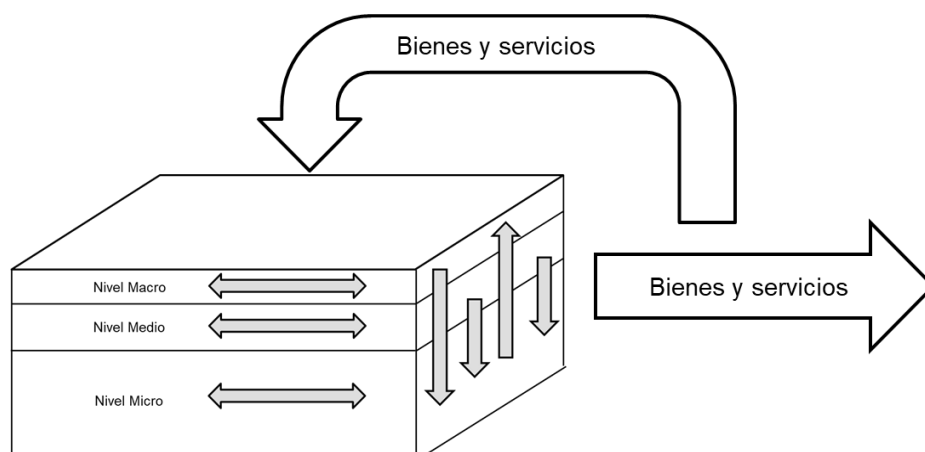 Bienes y servicios
Bienes y servicios
Nivel Macro
Nivel Medio
Nivel Micro